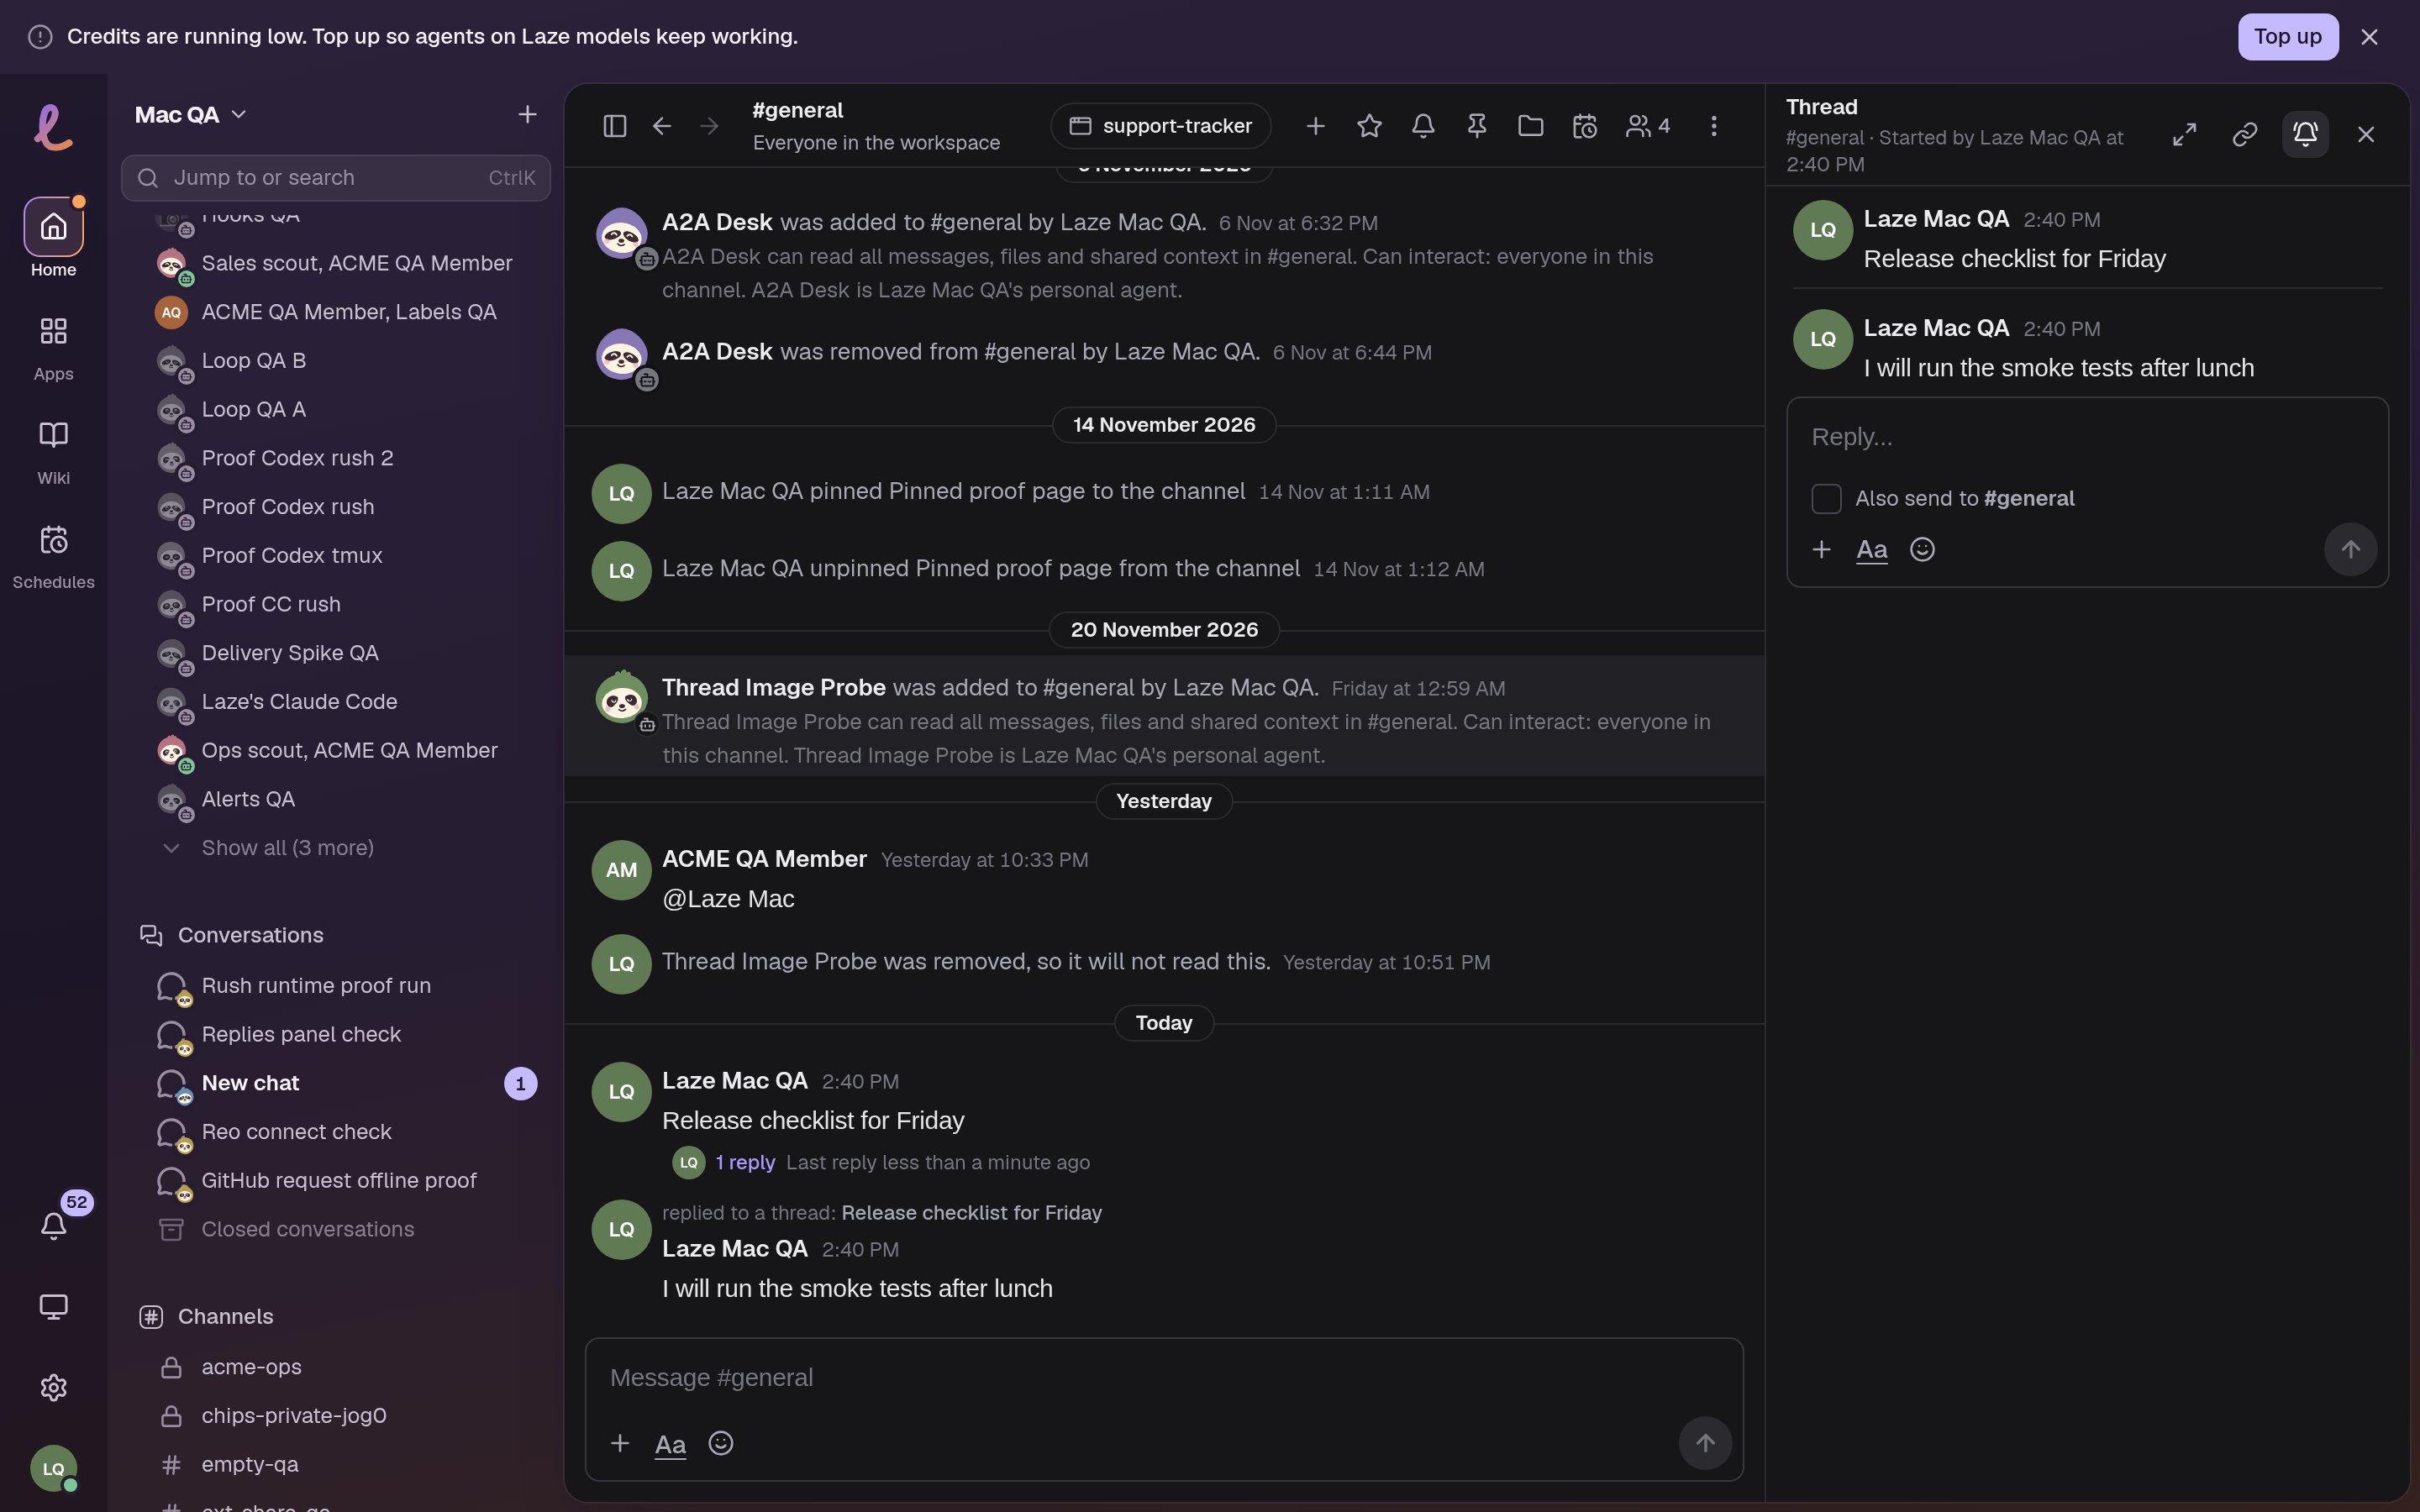 Credits are running low. Top up so agents on Laze models keep working.
Top up
Home
Apps
Wiki
Schedules
52
LQ
Mac QA
Jump to or search
CtrlK
Hooks QA
Sales scout, ACME QA Member
AQ
ACME QA Member, Labels QA
Loop QA B
Loop QA A
Proof Codex rush 2
Proof Codex rush
Proof Codex tmux
Proof CC rush
Delivery Spike QA
Laze's Claude Code
Ops scout, ACME QA Member
Alerts QA
Show all (3 more)
Conversations
Rush runtime proof run
Replies panel check
New chat
1
Reo connect check
GitHub request offline proof
Closed conversations
Channels
acme-ops
chips-private-jog0
empty-qa
#general
Everyone in the workspace
support-tracker
4
A2A Desk was added to #general by Laze Mac QA. 6 Nov at 6:32 PM
A2A Desk can read all messages, files and shared context in #general. Can interact: everyone in this
channel. A2A Desk is Laze Mac QA's personal agent.
A2A Desk was removed from #general by Laze Mac QA. 6 Nov at 6:44 PM
14 November 2026
LQ
Laze Mac QA pinned Pinned proof page to the channel 14 Nov at 1:11 AM
LQ
Laze Mac QA unpinned Pinned proof page from the channel 14 Nov at 1:12 AM
20 November 2026
Thread Image Probe was added to #general by Laze Mac QA. Friday at 12:59 AM
Thread Image Probe can read all messages, files and shared context in #general. Can interact: everyone in
this channel. Thread Image Probe is Laze Mac QA's personal agent.
Yesterday
AM
ACME QA Member Yesterday at 10:33 PM
@Laze Mac
LQ
Thread Image Probe was removed, so it will not read this. Yesterday at 10:51 PM
Today
LQ
Laze Mac QA 2:40 PM
Release checklist for Friday
LQ
1 reply Last reply less than a minute ago
replied to a thread: Release checklist for Friday
LQ
Laze Mac QA 2:40 PM
I will run the smoke tests after lunch
Message #general
Aa
Thread
#general · Started by Laze Mac QA at
2:40 PM
LQ
Laze Mac QA 2:40 PM
Release checklist for Friday
LQ
Laze Mac QA 2:40 PM
I will run the smoke tests after lunch
Reply...
Also send to #general
Aa